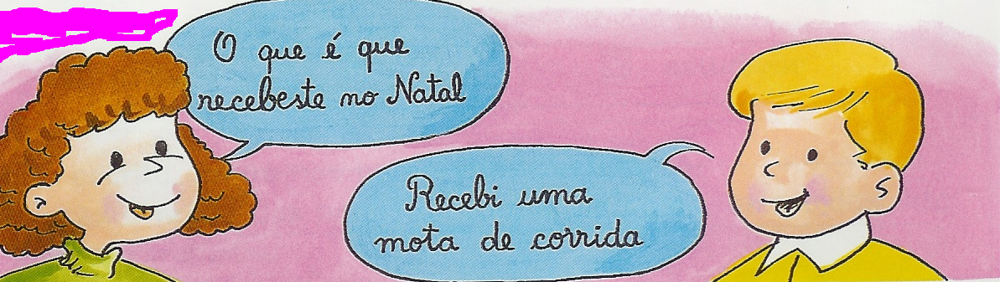 O que é que
recebeste no Natal
Recebi uma
mota de corrida